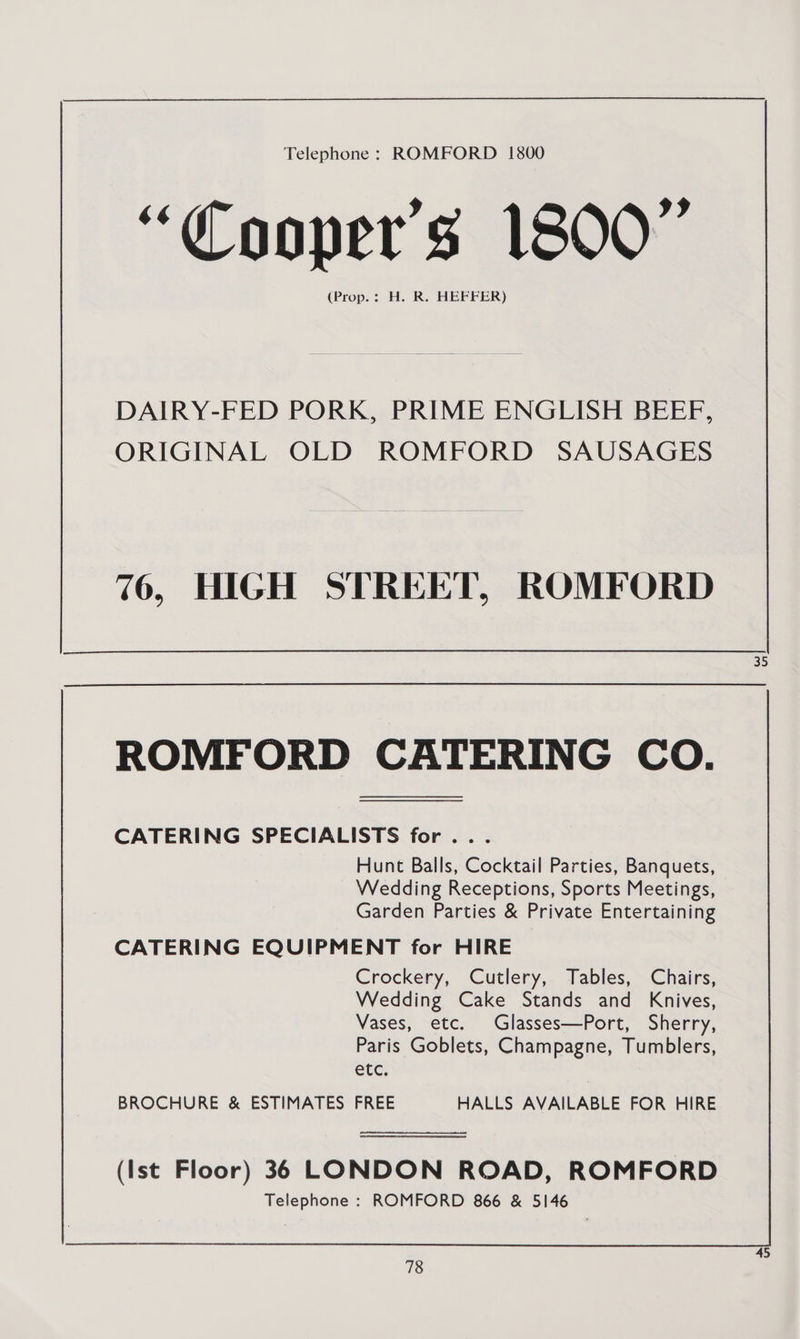 Telephone : ROMFORD 1800
“Cooper's 1800”
(Prop. : H. R. HEFFER)
DAIRY-FED PORK, PRIME ENGLISH BEEF,
ORIGINAL OLD ROMFORD SAUSAGES
76, HIGH STREET, ROMFORD
35
ROMFORD CATERING CO.
CATERING SPECIALISTS for . . .
Hunt Balls, Cocktail Parties, Banquets,
Wedding Receptions, Sports Meetings,
Garden Parties & Private Entertaining
CATERING EQUIPMENT for HIRE
Crockery, Cutlery, Tables, Chairs,
Wedding Cake Stands and Knives,
Vases, etc. Glasses—Port, Sherry,
Paris Goblets, Champagne, Tumblers,
etc.
BROCHURE & ESTIMATES FREE HALLS AVAILABLE FOR HIRE
(1st Floor) 36 LONDON ROAD, ROMFORD
Telephone : ROMFORD 866 & 5146
45
78